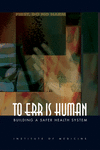 TO ERR IS HUMAN
BUILDING A SAFER HEALTH SYSTEM
INSTITUTE OF MEDICINE